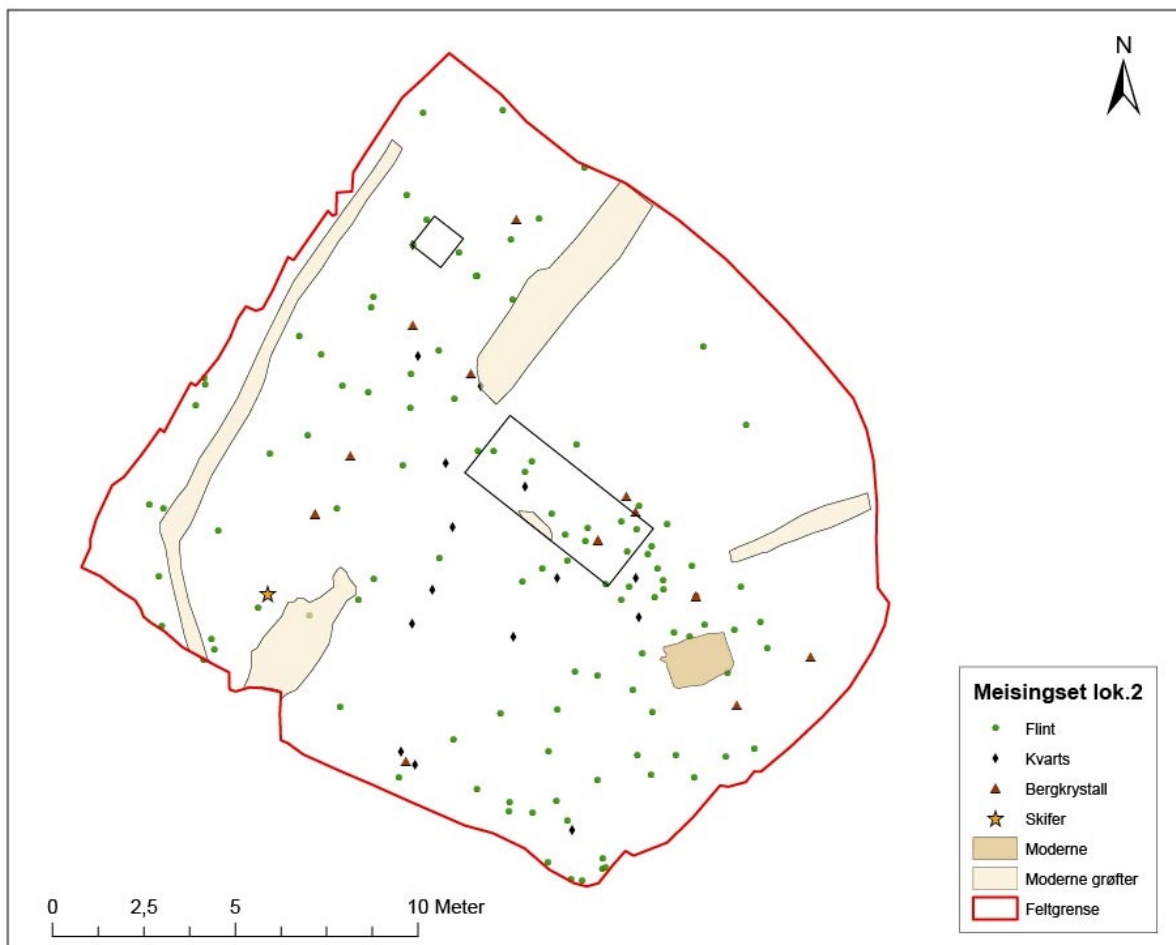 N
Meisingset lok.2
Flint
Kvarts
Bergkrystall
Skifer
Moderne
Moderne grøfter
Feltgrense
0 2,5 5 10 Meter